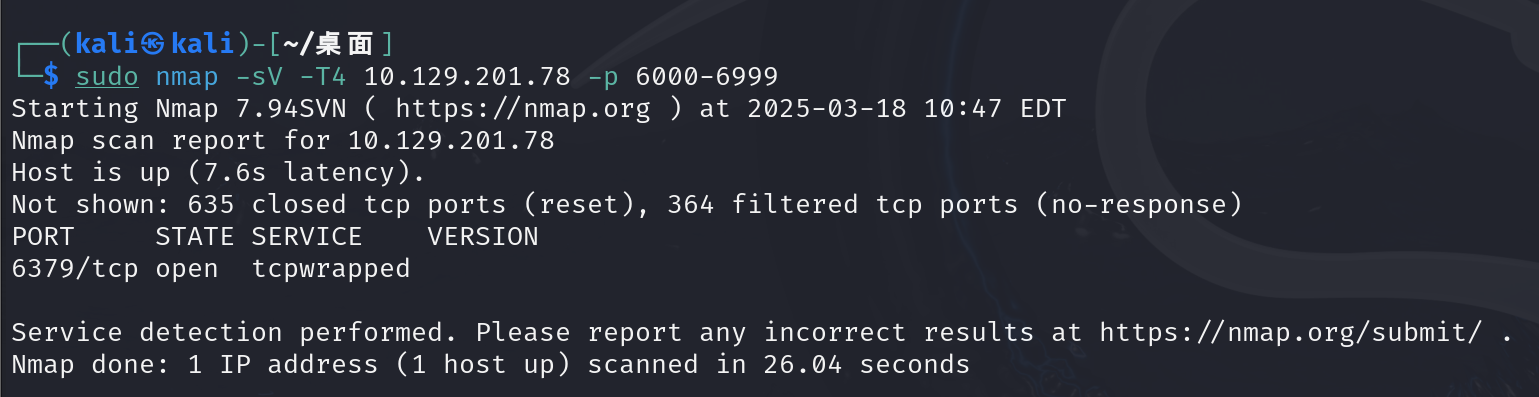 ┌──(kali㉿kali)-[~/桌面]
└─$ sudo nmap -sV -T4 10.129.201.78 -p 6000-6999
Starting Nmap 7.94SVN ( https://nmap.org ) at 2025-03-18 10:47 EDT
Nmap scan report for 10.129.201.78
Host is up (7.6s latency).
Not shown: 635 closed tcp ports (reset), 364 filtered tcp ports (no-response)
PORT     STATE SERVICE    VERSION
6379/tcp open  tcpwrapped
Service detection performed. Please report any incorrect results at https://nmap.org/submit/ .
Nmap done: 1 IP address (1 host up) scanned in 26.04 seconds